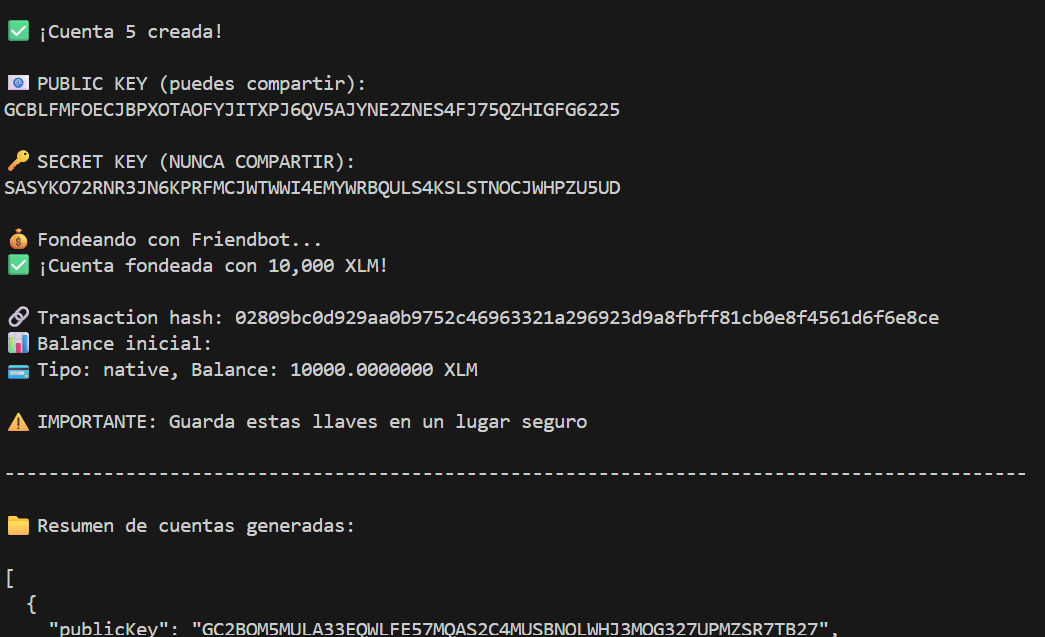 ✅ ¡Cuenta 5 creada!
📧 PUBLIC KEY (puedes compartir):
GCBLFMFOECJBPXOTAOFYJITXPJ6QV5AJYNE2ZNES4FJ75QZHIGFG6225
🔑 SECRET KEY (NUNCA COMPARTIR):
SASYKO72RNR3JN6KPRFMCJWTWWI4EMYWRBQULS4KSLSTNOCJWHPZU5UD
💰 Fondeando con Friendbot...
✅ ¡Cuenta fondeada con 10,000 XLM!
🔗 Transaction hash: 02809bc0d929aa0b9752c46963321a296923d9a8fbff81cb0e8f4561d6f6e8ce
📊 Balance inicial:
💳 Tipo: native, Balance: 10000.0000000 XLM
⚠️ IMPORTANTE: Guarda estas llaves en un lugar seguro
---------------------------------------------------------------------------------------------
📁 Resumen de cuentas generadas:
[
{
"publicKey": "GC2BOM5MULA33EQWLFE57MQAS2C4MUSBNOLWHJ3MOG327UPMZSR7TB27",